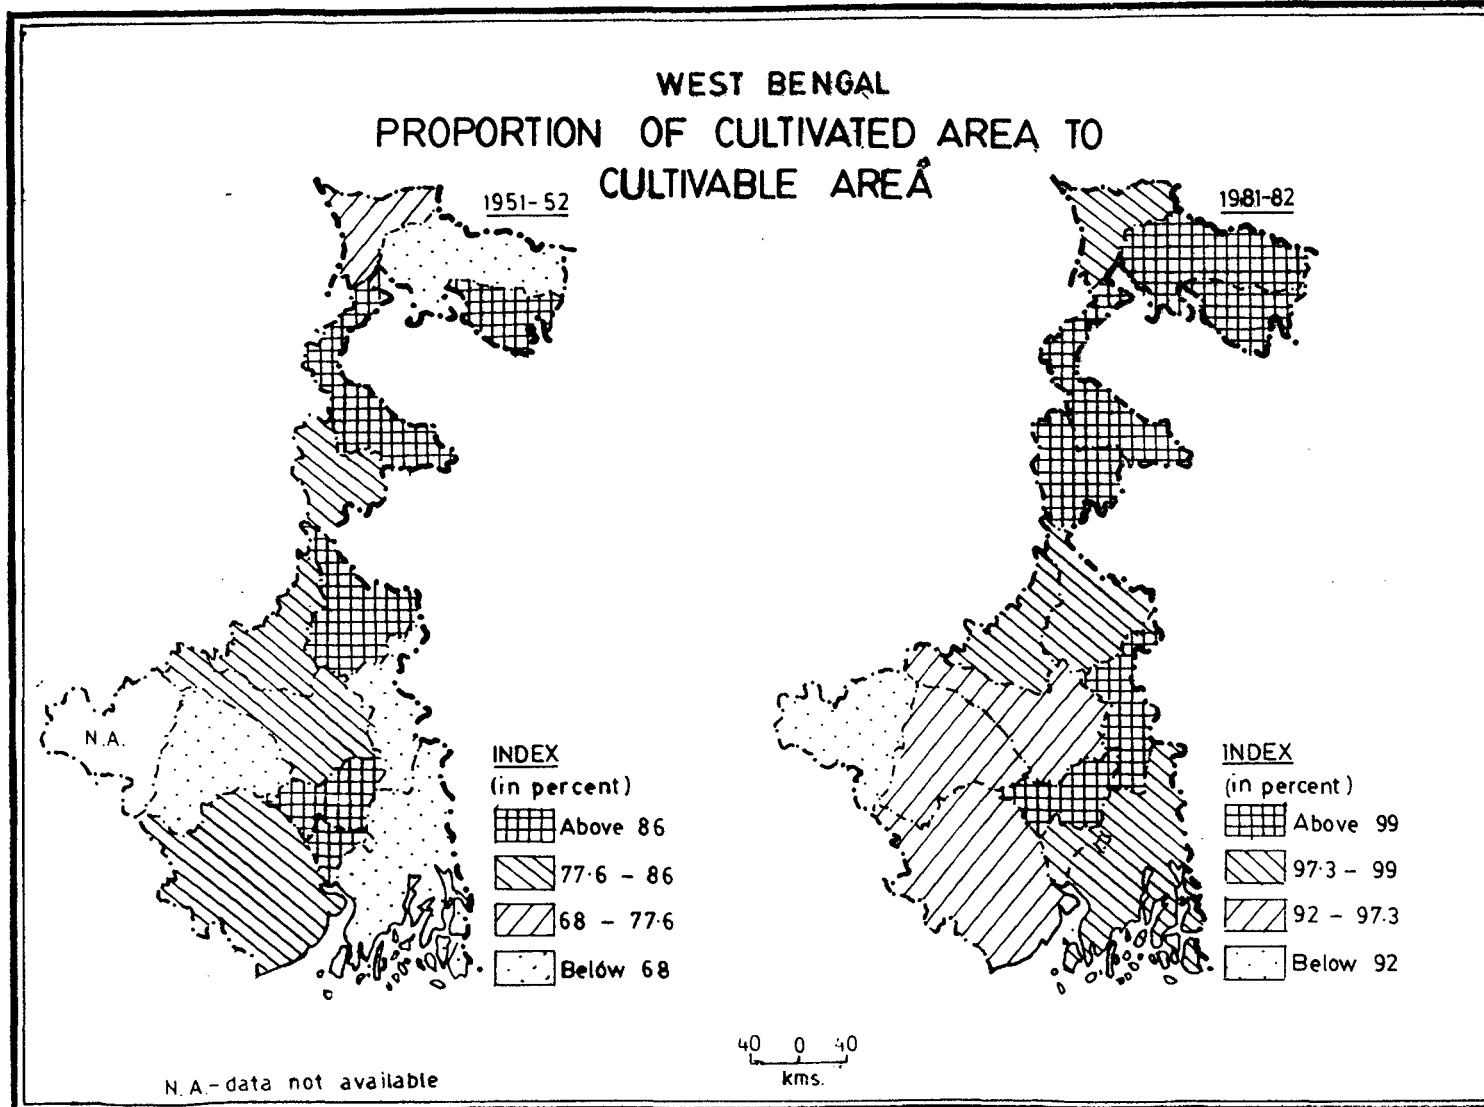 WEST BENGAL
PROPORTION OF CULTIVATED AREA TO
CULTIVABLE AREA
1951-52
N.A.
INDEX
(in percent)
Above 86
77·6 - 86
68 - 77·6
Below 68
1981-82
INDEX
(in percent)
Above 99
97·3 - 99
92 - 97·3
Below 92
40 0 40
kms.
N.A.- data not available